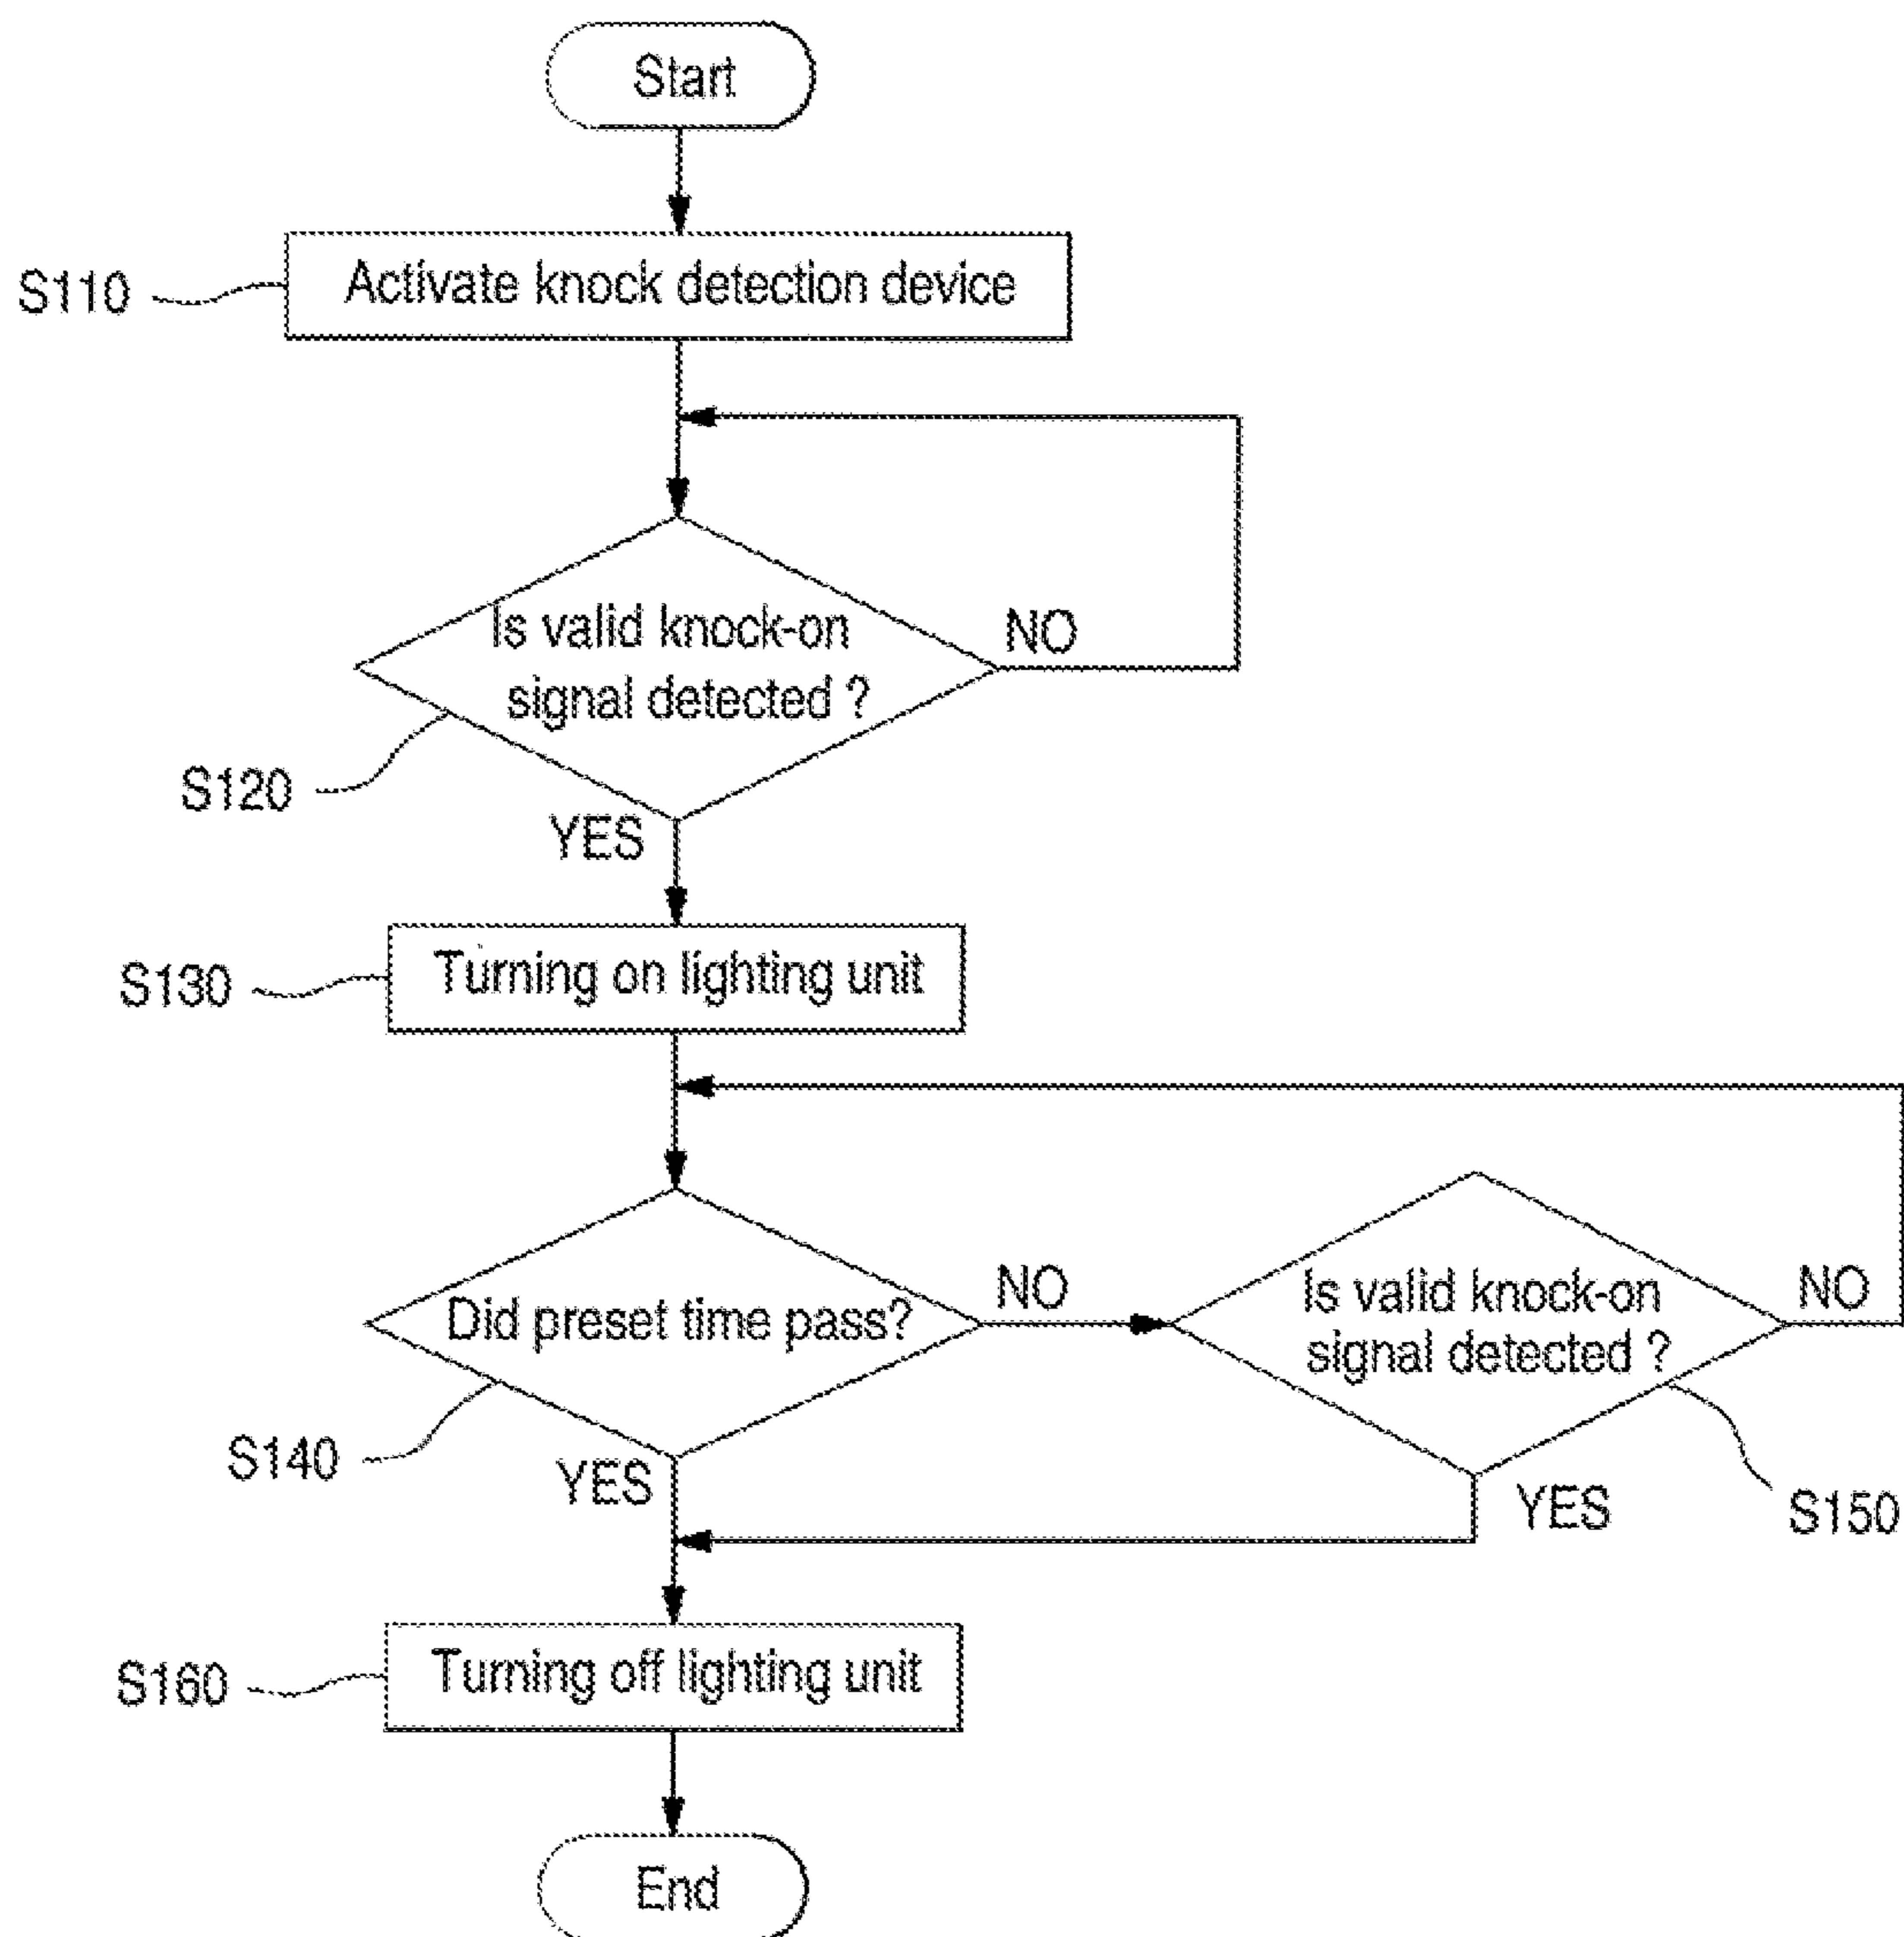 Start
S110
Activate knock detection device
Is valid knock-on
signal detected ?
NO
S120
YES
S130
Turning on lighting unit
Did preset time pass?
NO
Is valid knock-on
signal detected ?
NO
S140
YES
YES
S150
S160
Turning off lighting unit
End